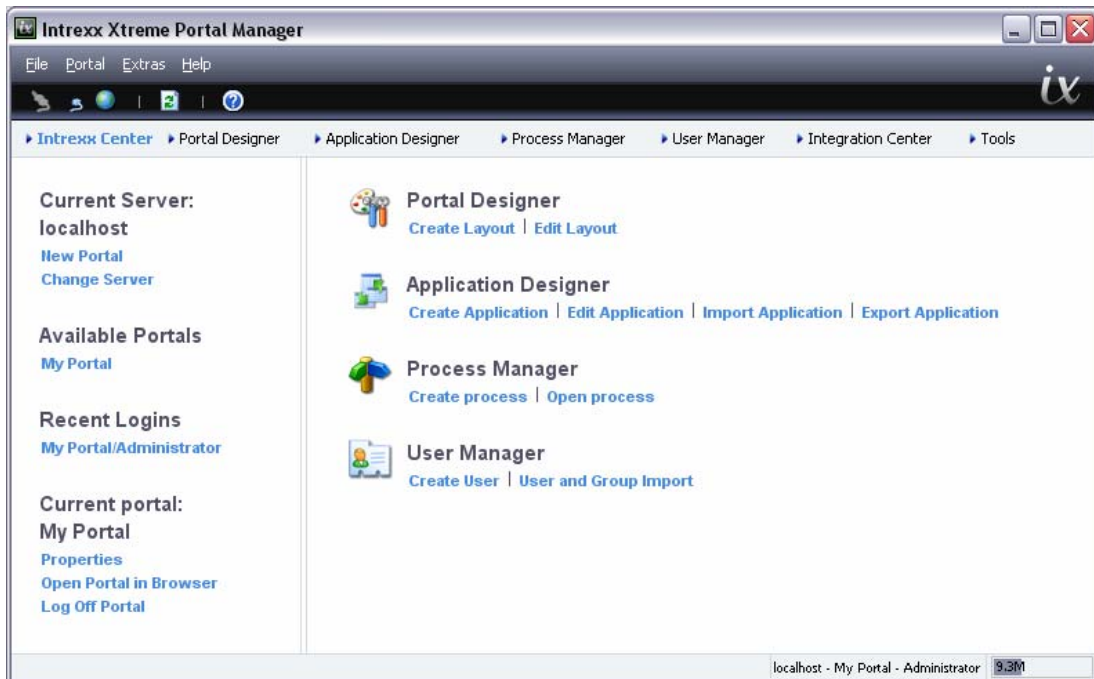 Intrexx Xtreme Portal Manager
File Portal Extras Help
ix
Intrexx Center Portal Designer Application Designer Process Manager User Manager Integration Center Tools
Current Server:
localhost
New Portal
Change Server
Available Portals
My Portal
Recent Logins
My Portal/Administrator
Current portal:
My Portal
Properties
Open Portal in Browser
Log Off Portal
Portal Designer
Create Layout | Edit Layout
Application Designer
Create Application | Edit Application | Import Application | Export Application
Process Manager
Create process | Open process
User Manager
Create User | User and Group Import
localhost - My Portal - Administrator 9.3M